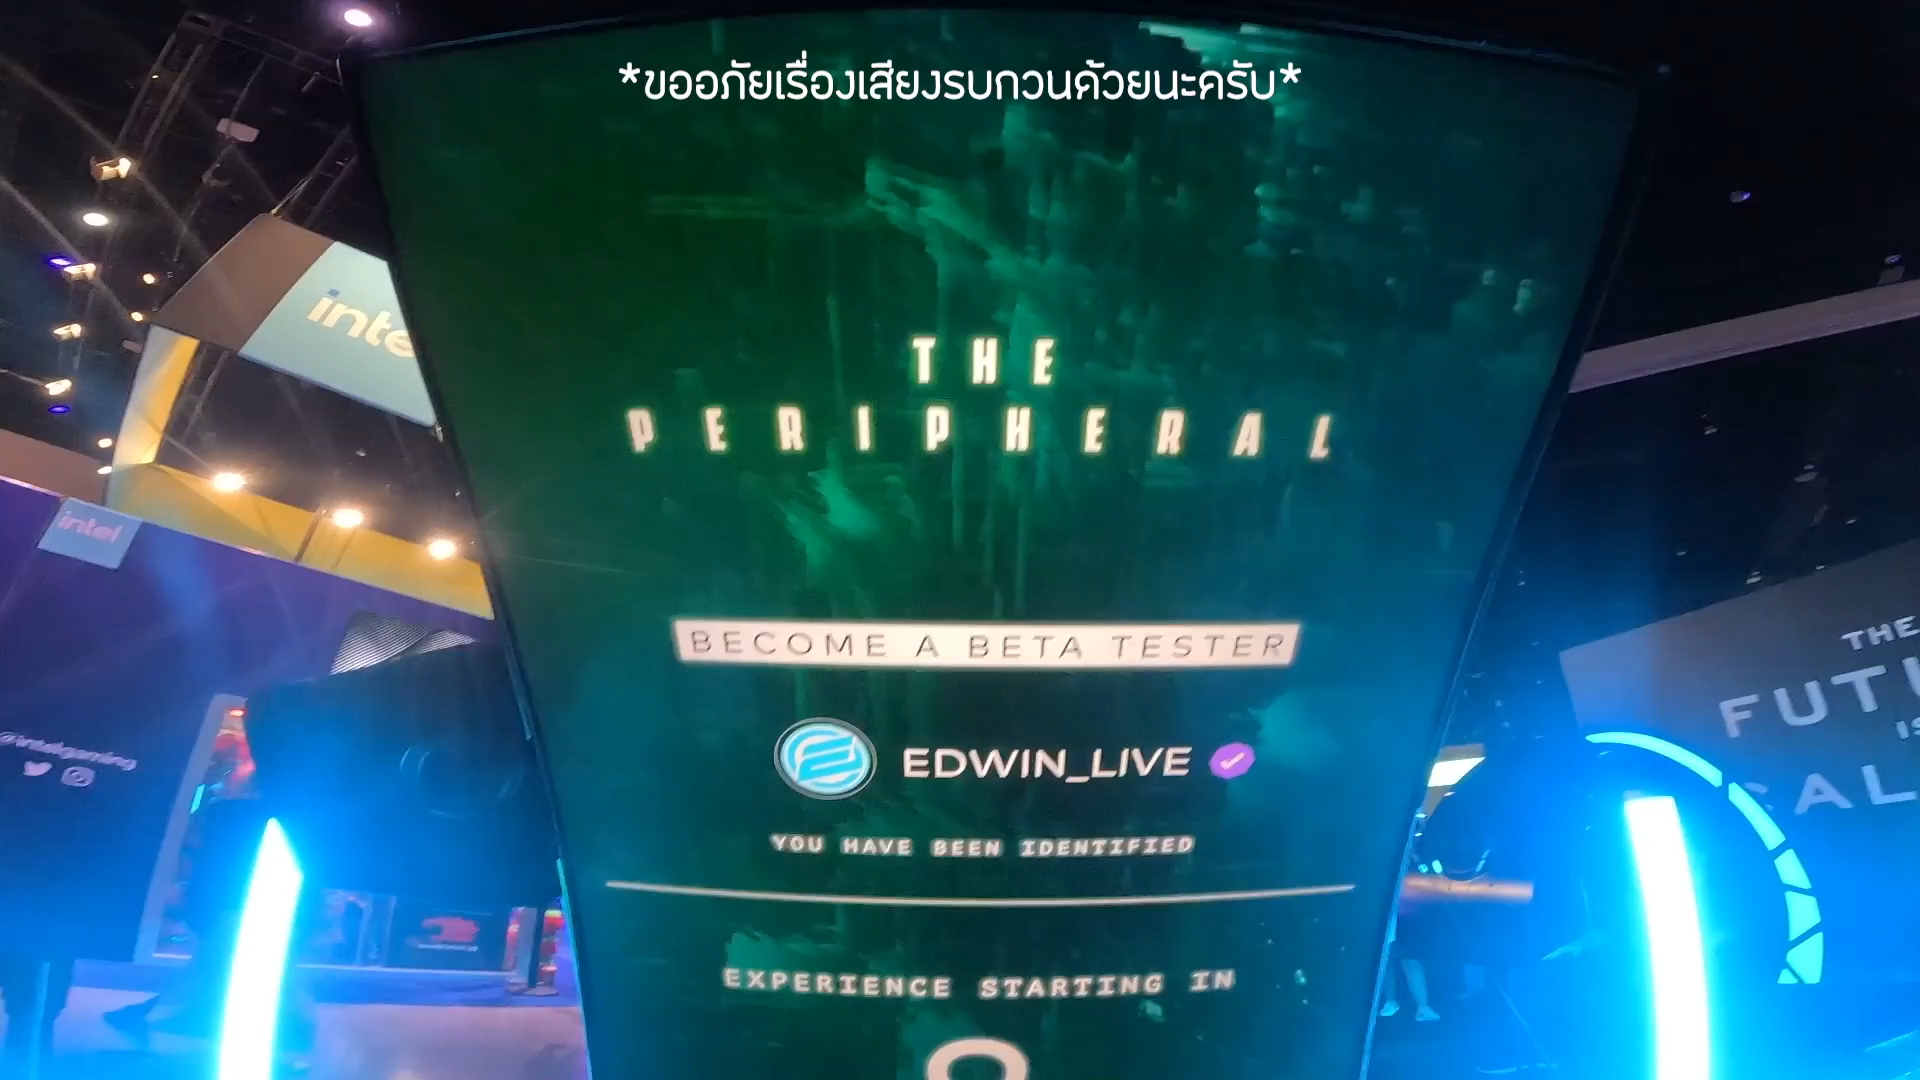 *ขออภัยเรื่องเสียงรบกวนด้วยนะครับ*
intel
THE
PERIPHERAL
intel
BECOME A BETA TESTER
THE
IS
EDWIN_LIVE
@intelgaming
YOU HAVE BEEN IDENTIFIED
EXPERIENCE STARTING IN